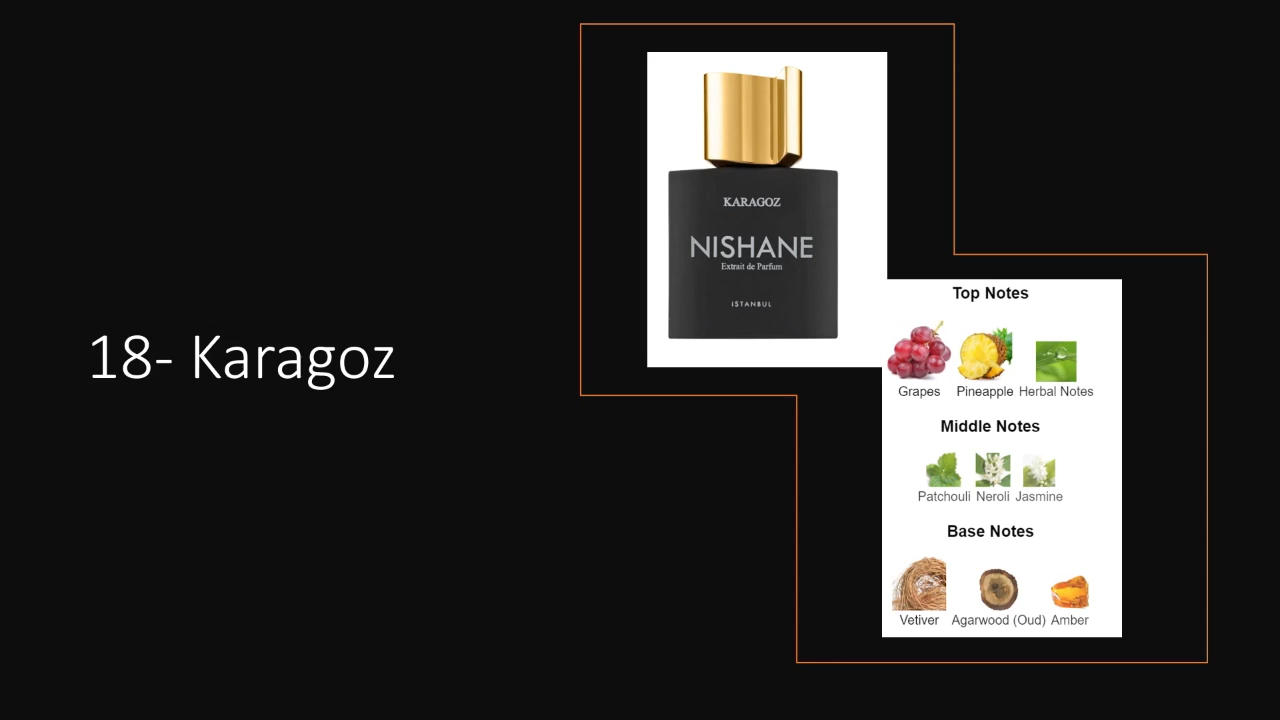 18- Karagoz
KARAGOZ
NISHANE
Extrait de Parfum
ISTANBUL
Top Notes
Grapes Pineapple Herbal Notes
Middle Notes
Patchouli Neroli Jasmine
Base Notes
Vetiver Agarwood (Oud) Amber